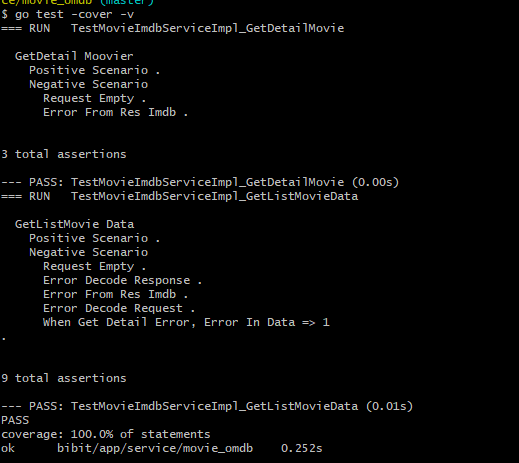 ce/movie_omdb (master)
$ go test -cover -v
=== RUN   TestMovieImdbServiceImpl_GetDetailMovie
GetDetail Moovier
Positive Scenario .
Negative Scenario
Request Empty .
Error From Res Imdb .
3 total assertions
--- PASS: TestMovieImdbServiceImpl_GetDetailMovie (0.00s)
=== RUN   TestMovieImdbServiceImpl_GetListMovieData
GetListMovie Data
Positive Scenario .
Negative Scenario
Request Empty .
Error Decode Response .
Error From Res Imdb .
Error Decode Request .
When Get Detail Error, Error In Data => 1
.
9 total assertions
--- PASS: TestMovieImdbServiceImpl_GetListMovieData (0.01s)
PASS
coverage: 100.0% of statements
ok      bibit/app/service/movie_omdb    0.252s